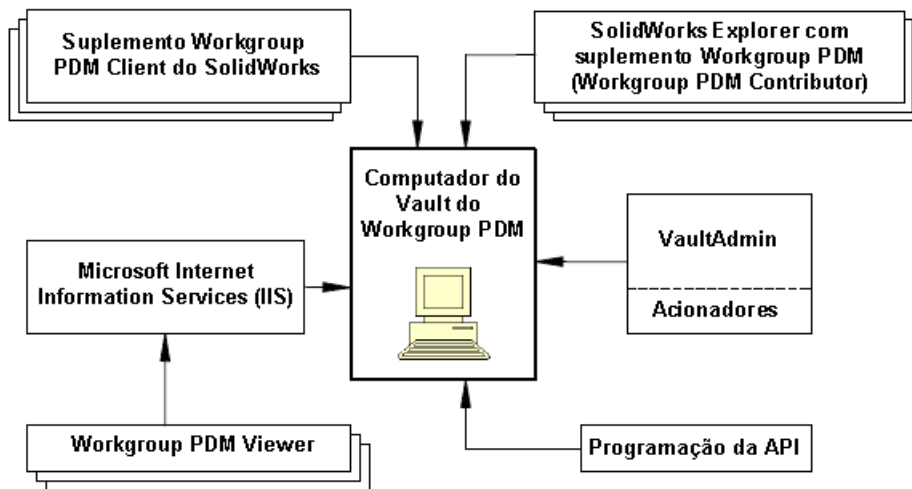 Suplemento Workgroup
PDM Client do SolidWorks
SolidWorks Explorer com
suplemento Workgroup PDM
(Workgroup PDM Contributor)
Computador do
Vault do
Workgroup PDM
VaultAdmin
Acionadores
Microsoft Internet
Information Services (IIS)
Workgroup PDM Viewer
Programação da API